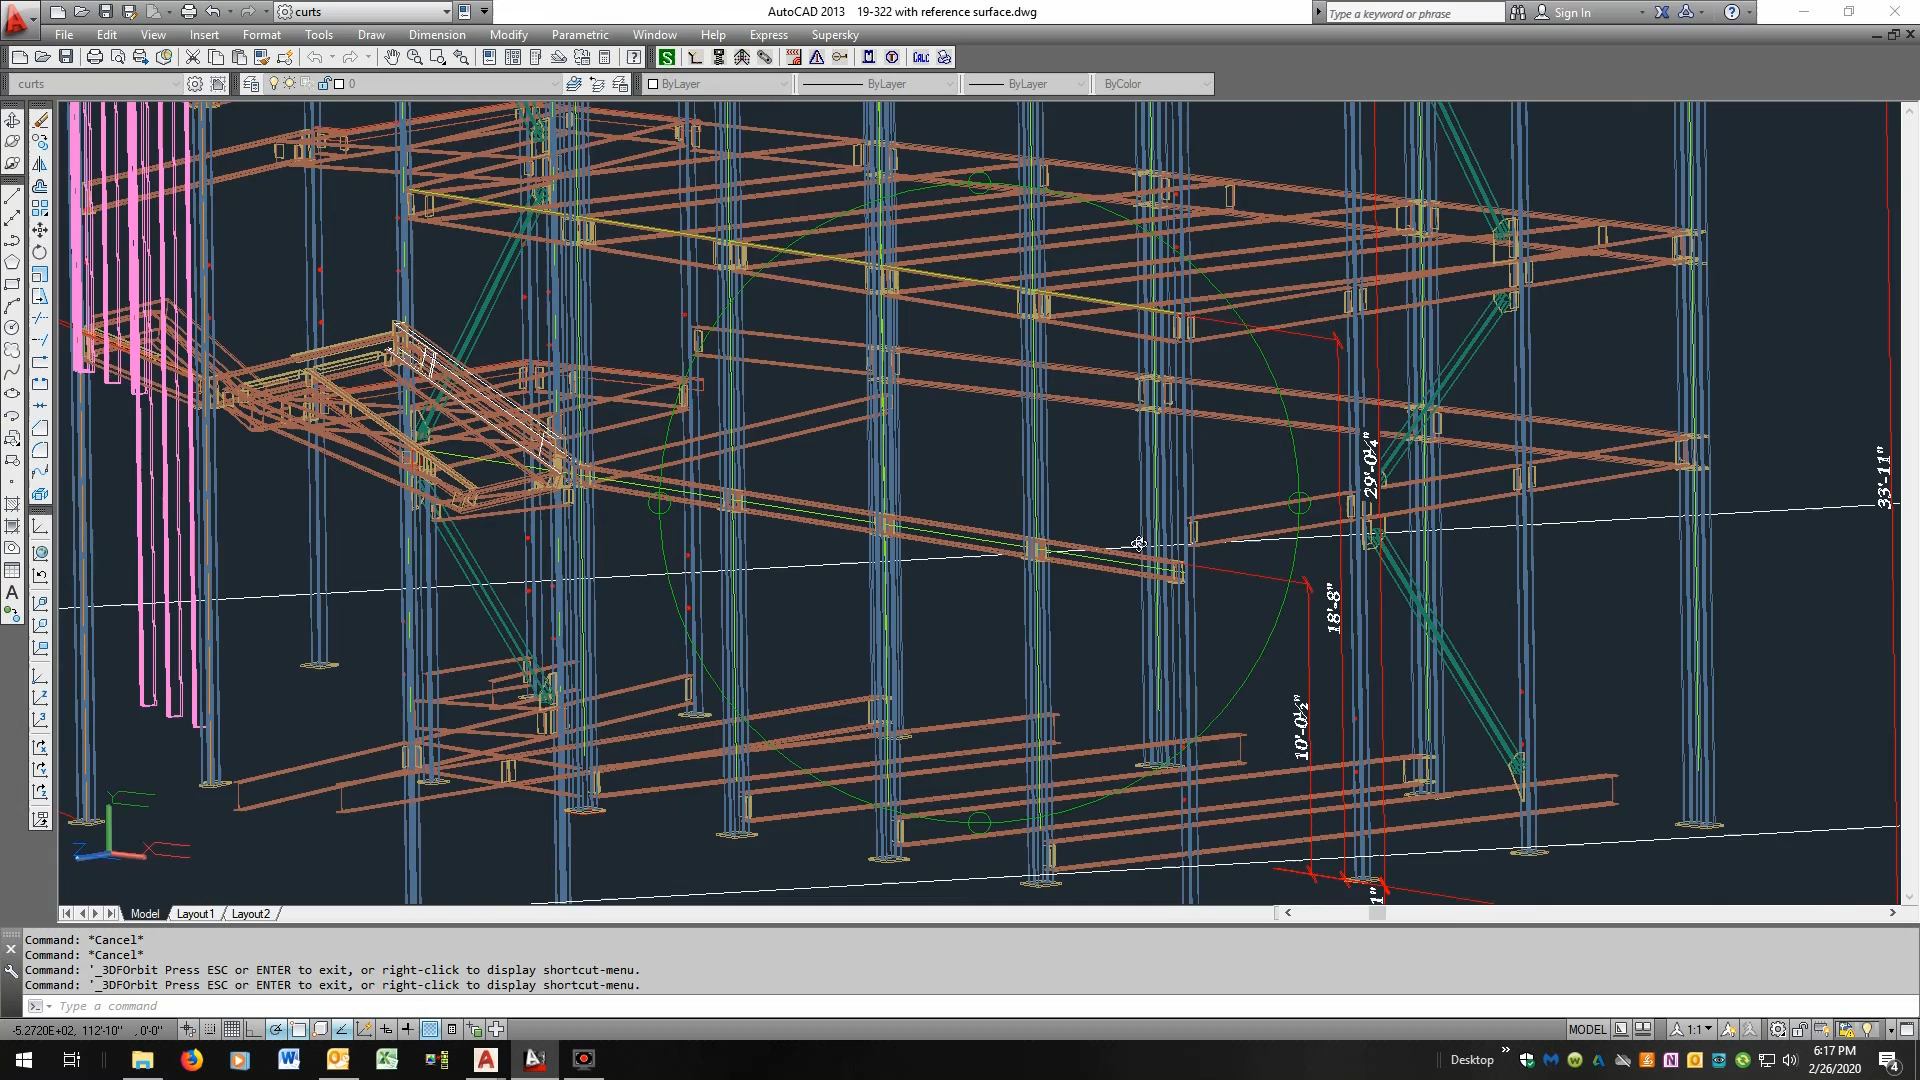 curts
AutoCAD 2013 19-322 with reference surface.dwg
Type a keyword or phrase
Sign In
File Edit View Insert Format Tools Draw Dimension Modify Parametric Window Help Express Supersky
S
CALC
curts
0
ByLayer
ByLayer
ByLayer
ByColor
29'-0¼"
33'-11"
18'-8"
10'-0½"
1"
Y
Z
X
A
Model Layout1 Layout2
Command: *Cancel*
Command: *Cancel*
Command: '_3DFOrbit Press ESC or ENTER to exit, or right-click to display shortcut-menu.
Command: '_3DFOrbit Press ESC or ENTER to exit, or right-click to display shortcut-menu.
Type a command
-5.2720E+02, 112'-10" , 0'-0"
MODEL
1:1
Desktop
6:17 PM
2/26/2020
4